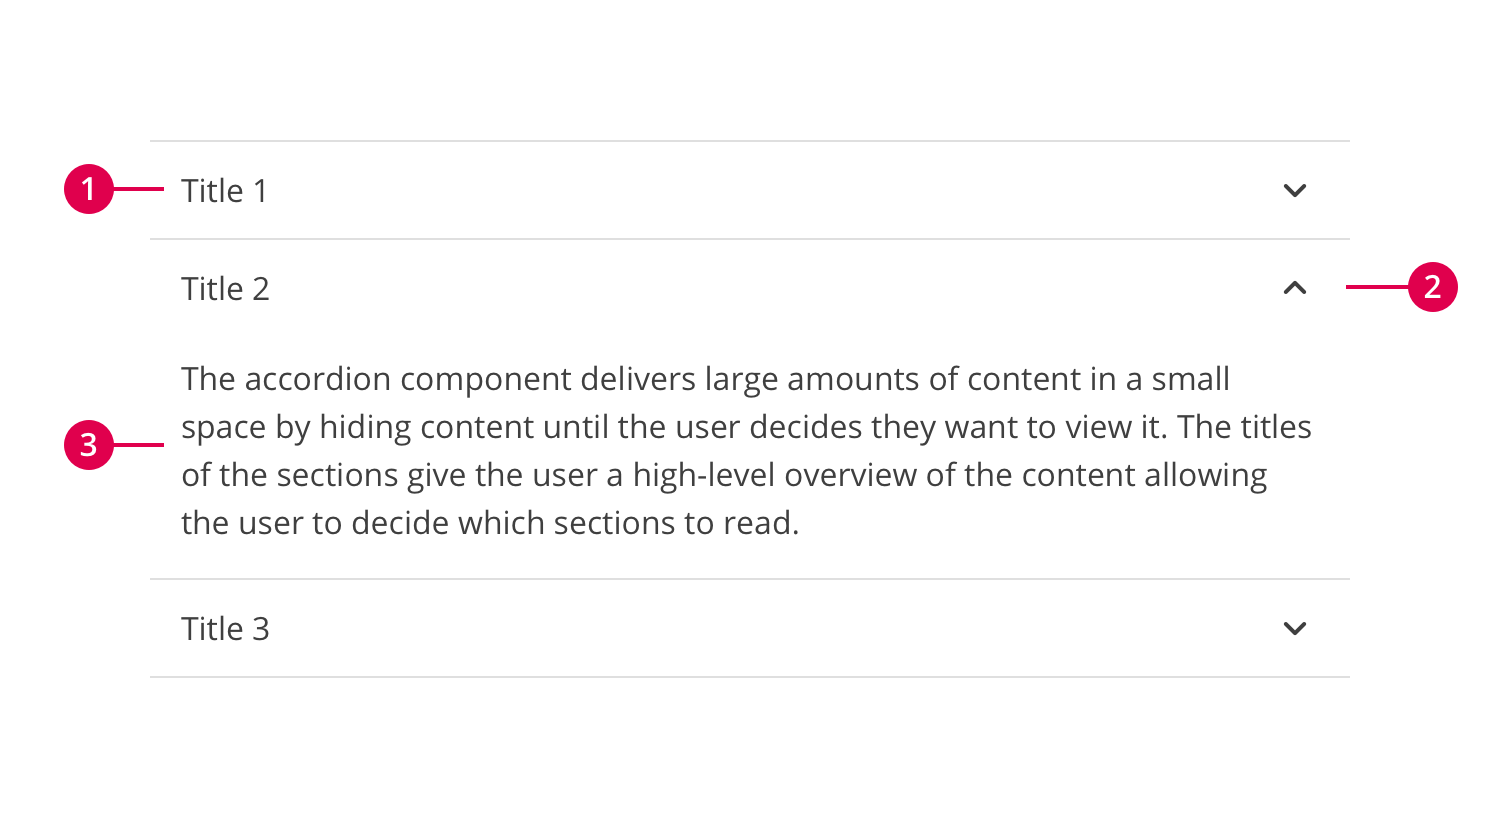 1 Title 1
Title 2 2
The accordion component delivers large amounts of content in a small
space by hiding content until the user decides they want to view it. The titles
3 of the sections give the user a high-level overview of the content allowing
the user to decide which sections to read.
Title 3